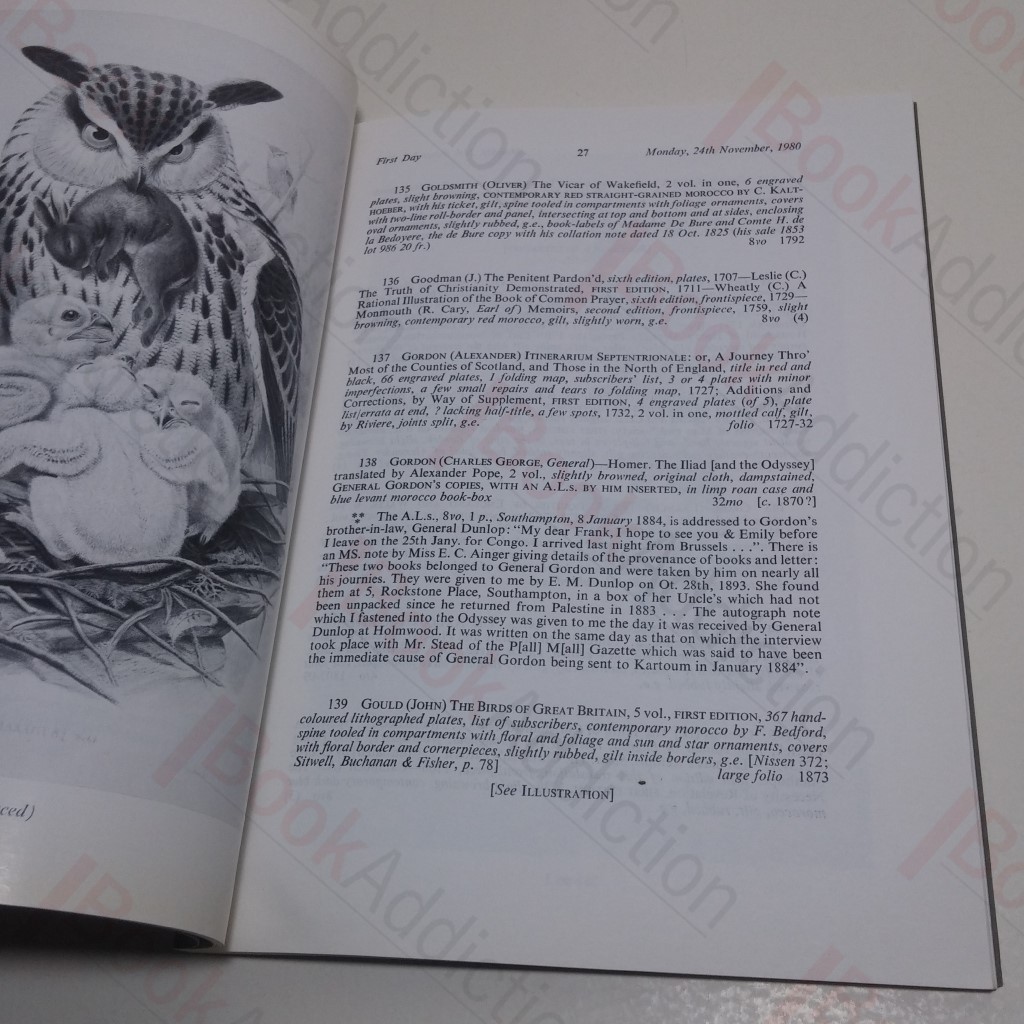 ced)
First Day 27 Monday, 24th November, 1980
135 GOLDSMITH (OLIVER) The Vicar of Wakefield, 2 vol. in one, 6 engraved
plates, slight browning, CONTEMPORARY RED STRAIGHT-GRAINED MOROCCO BY C. KALT-
HOEBER, with his ticket, gilt, spine tooled in compartments with foliage ornaments, covers
with two-line roll-border and panel, intersecting at top and bottom and at sides, enclosing
oval ornaments, slightly rubbed, g.e., book-labels of Madame De Bure and Comte H. de
la Bedoyere, the de Bure copy with his collation note dated 18 Oct. 1825 (his sale 1853
lot 986 20 fr.) 8vo 1792
136 Goodman (J.) The Penitent Pardon'd, sixth edition, plates, 1707—Leslie (C.)
The Truth of Christianity Demonstrated, FIRST EDITION, 1711—Wheatly (C.) A
Rational Illustration of the Book of Common Prayer, sixth edition, frontispiece, 1729—
Monmouth (R. Cary, Earl of) Memoirs, second edition, frontispiece, 1759, slight
browning, contemporary red morocco, gilt, slightly worn, g.e. 8vo (4)
137 GORDON (ALEXANDER) ITINERARIUM SEPTENTRIONALE: or, A Journey Thro'
Most of the Counties of Scotland, and Those in the North of England, title in red and
black, 66 engraved plates, 1 folding map, subscribers' list, 3 or 4 plates with minor
imperfections, a few small repairs and tears to folding map, 1727; Additions and
Corrections, by Way of Supplement, FIRST EDITION, 4 engraved plates (of 5), plate
list/errata at end, ? lacking half-title, a few spots, 1732, 2 vol. in one, mottled calf, gilt,
by Riviere, joints split, g.e. folio 1727-32
138 GORDON (CHARLES GEORGE, General)—Homer. The Iliad [and the Odyssey]
translated by Alexander Pope, 2 vol., slightly browned, original cloth, dampstained,
GENERAL GORDON'S COPIES, WITH AN A.L.s. BY HIM INSERTED, in limp roan case and
blue levant morocco book-box 32mo [c. 1870?]
*** The A.L.s., 8vo, 1 p., Southampton, 8 January 1884, is addressed to Gordon's
brother-in-law, General Dunlop: "My dear Frank, I hope to see you & Emily before
I leave on the 25th Jany. for Congo. I arrived last night from Brussels . . .". There is
an MS. note by Miss E. C. Ainger giving details of the provenance of books and letter:
"These two books belonged to General Gordon and were taken by him on nearly all
his journies. They were given to me by E. M. Dunlop on Ot. 28th, 1893. She found
them at 5, Rockstone Place, Southampton, in a box of her Uncle's which had not
been unpacked since he returned from Palestine in 1883 . . . The autograph note
which I fastened into the Odyssey was given to me the day it was received by General
Dunlop at Holmwood. It was written on the same day as that on which the interview
took place with Mr. Stead of the P[all] M[all] Gazette which was said to have been
the immediate cause of General Gordon being sent to Kartoum in January 1884".
139 GOULD (JOHN) THE BIRDS OF GREAT BRITAIN, 5 vol., FIRST EDITION, 367 hand-
coloured lithographed plates, list of subscribers, contemporary morocco by F. Bedford,
spine tooled in compartments with floral and foliage and sun and star ornaments, covers
with floral border and cornerpieces, slightly rubbed, gilt inside borders, g.e. [Nissen 372;
Sitwell, Buchanan & Fisher, p. 78] large folio 1873
[See ILLUSTRATION]
BookAddiction